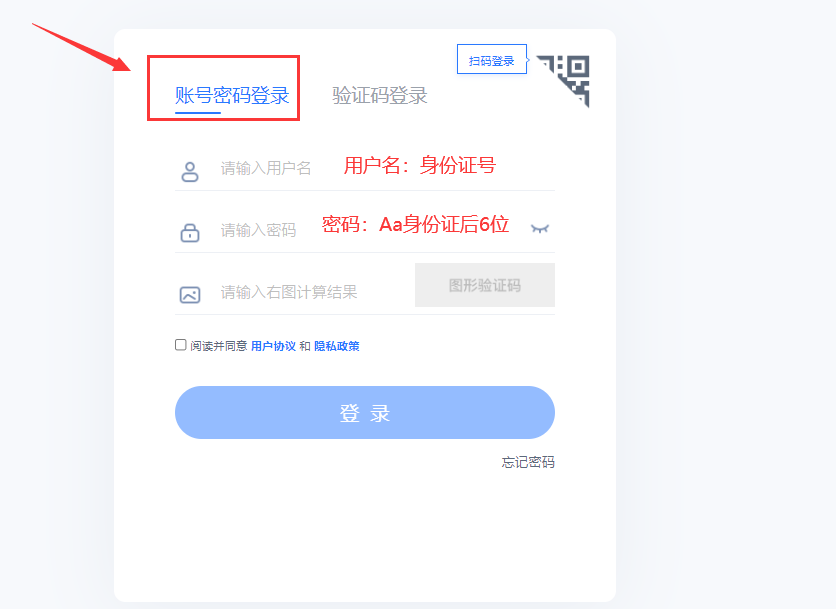 扫码登录
账号密码登录 验证码登录
请输入用户名 用户名：身份证号
请输入密码 密码：Aa身份证后6位
请输入右图计算结果 图形验证码
阅读并同意 用户协议 和 隐私政策
登 录
忘记密码